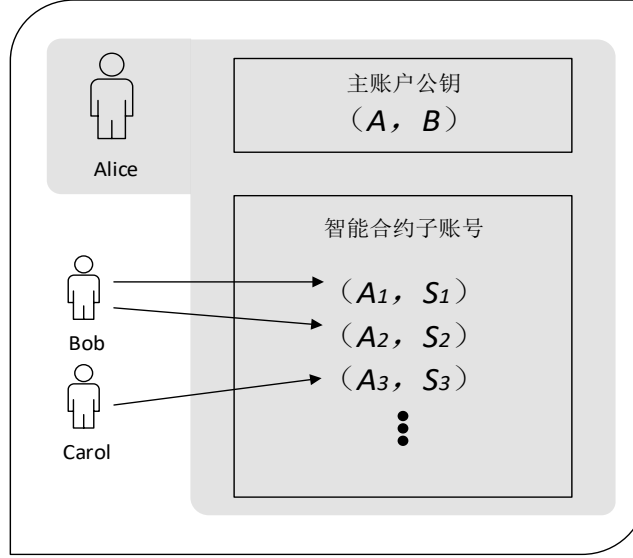 主账户公钥
（A，B）
Alice
智能合约子账号
（A1，S1）
（A2，S2）
（A3，S3）
Bob
Carol